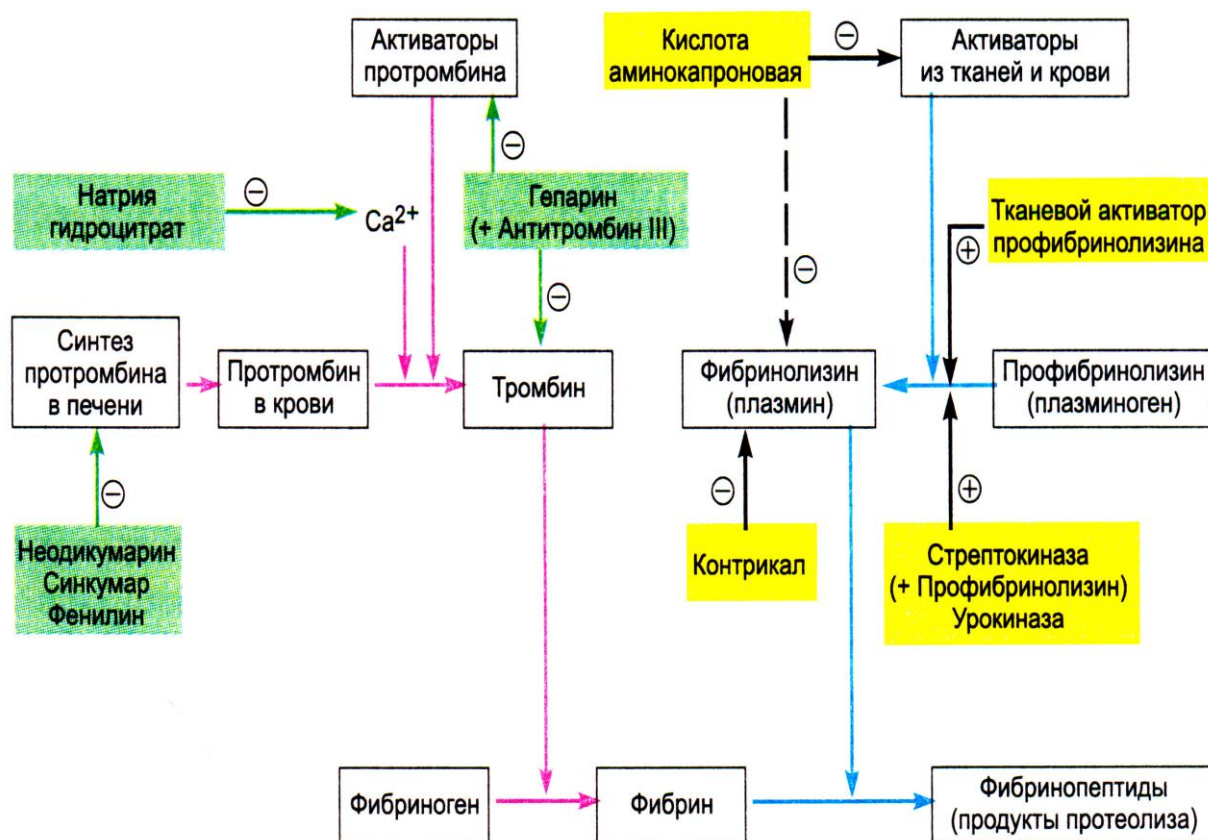 Активаторы
протромбина
Кислота
аминокапроновая
⊖
Активаторы
из тканей и крови
⊖
Натрия
гидроцитрат
⊖
Ca²⁺
Гепарин
(+ Антитромбин III)
Тканевой активатор
профибринолизина
⊕
⊖
⊖
Синтез
протромбина
в печени
Протромбин
в крови
Тромбин
Фибринолизин
(плазмин)
Профибринолизин
(плазминоген)
⊖
⊖
⊕
Неодикумарин
Синкумар
Фенилин
Контрикал
Стрептокиназа
(+ Профибринолизин)
Урокиназа
Фибриноген
Фибрин
Фибринопептиды
(продукты протеолиза)